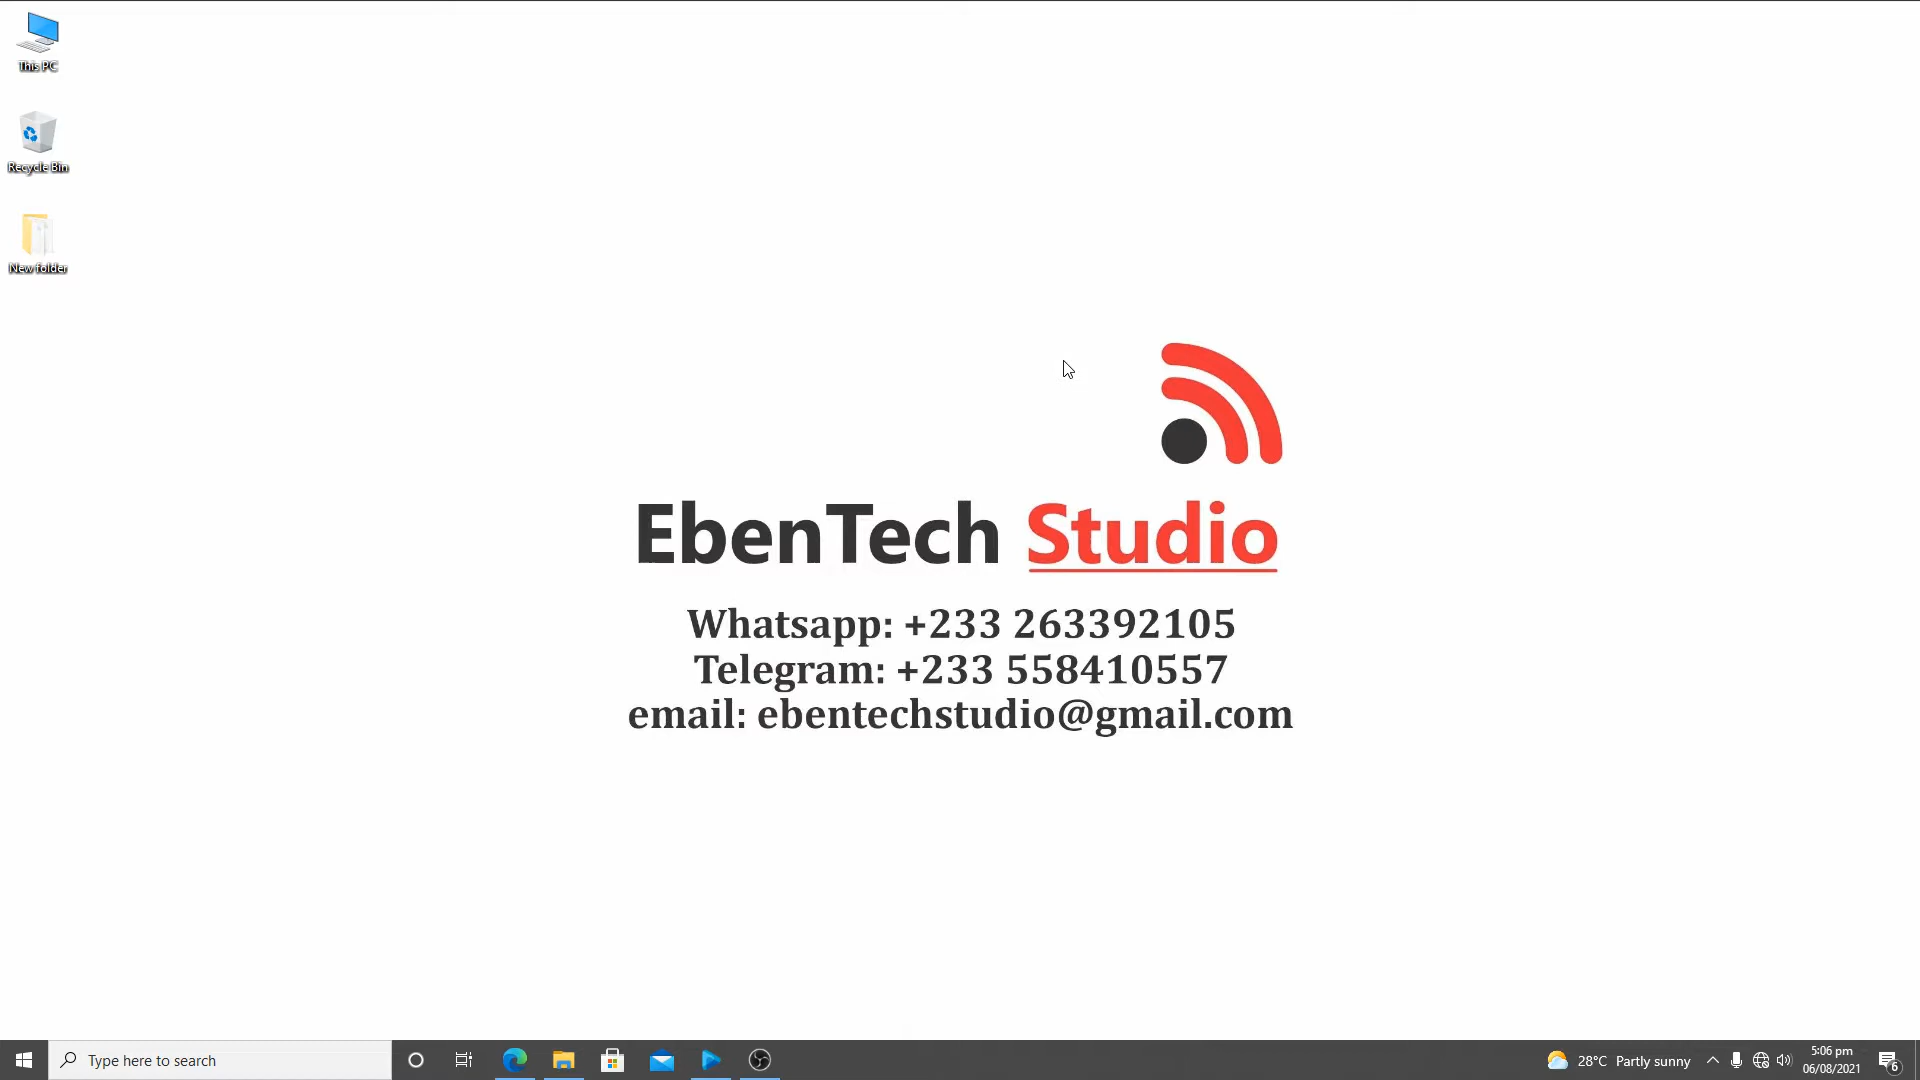 This PC
Recycle Bin
New folder
EbenTech Studio
Whatsapp: +233 263392105
Telegram: +233 558410557
email: ebentechstudio@gmail.com
Type here to search
28°C Partly sunny
5:06 pm
06/08/2021
6